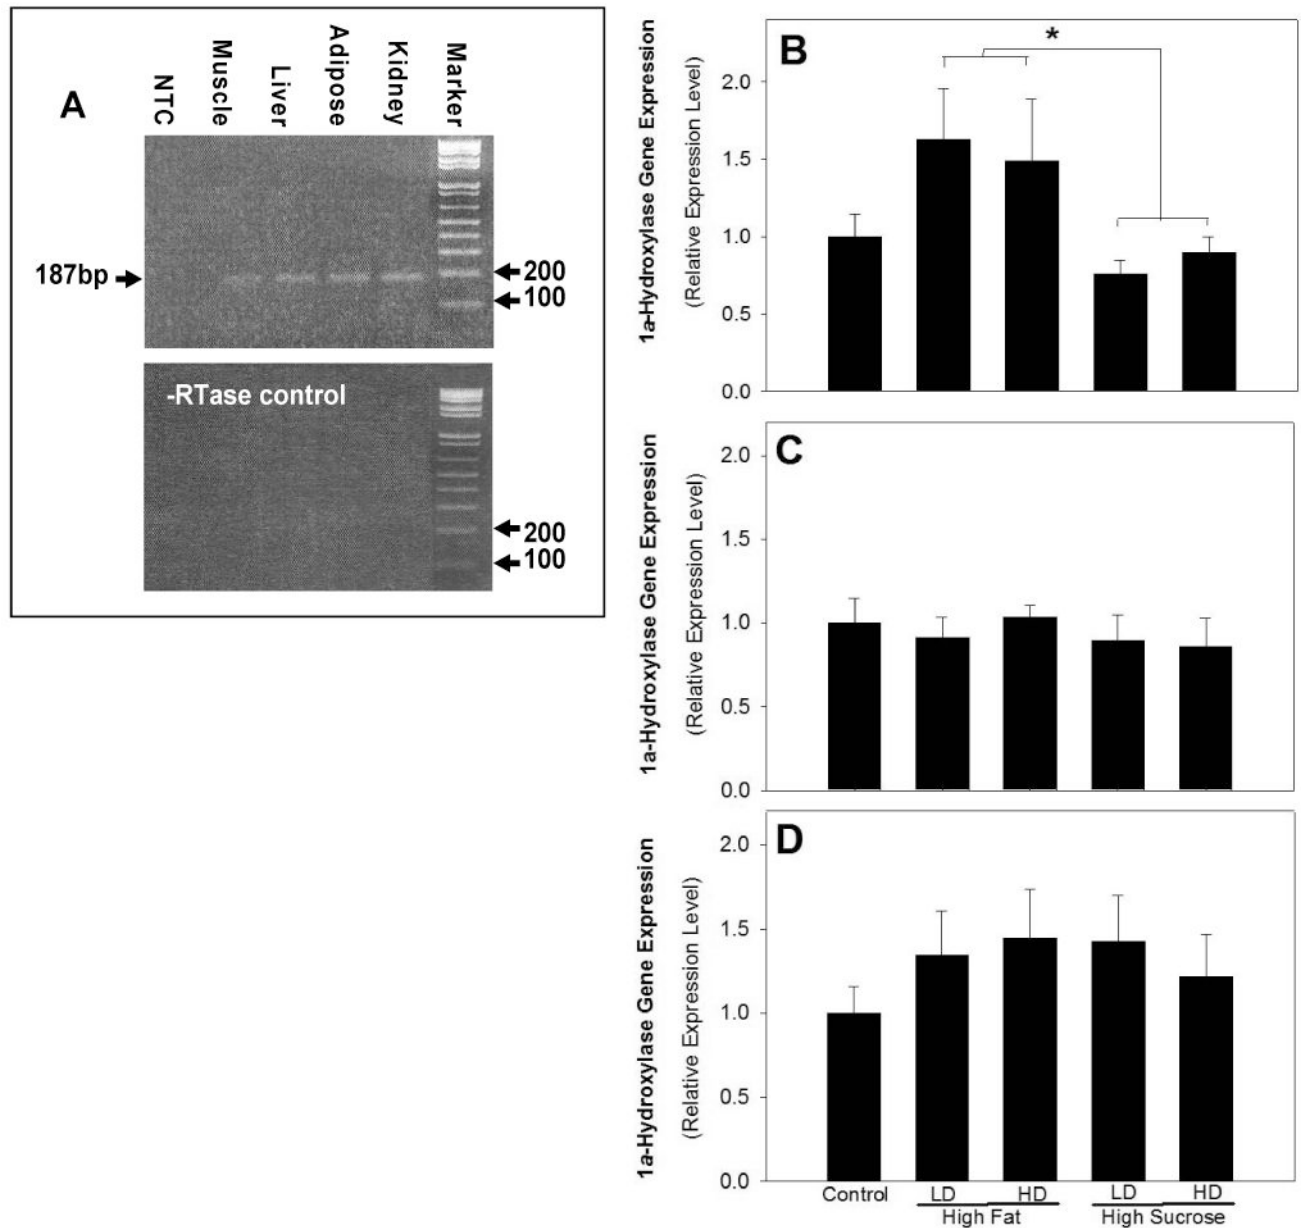 A
NTC
Muscle
Liver
Adipose
Kidney
Marker
187bp
200
100
-RTase control
200
100
B
1a-Hydroxylase Gene Expression
(Relative Expression Level)
2.0
1.5
1.0
0.5
0.0
*
C
1a-Hydroxylase Gene Expression
(Relative Expression Level)
2.0
1.5
1.0
0.5
0.0
D
1a-Hydroxylase Gene Expression
(Relative Expression Level)
2.0
1.5
1.0
0.5
0.0
Control LD HD LD HD
High Fat High Sucrose